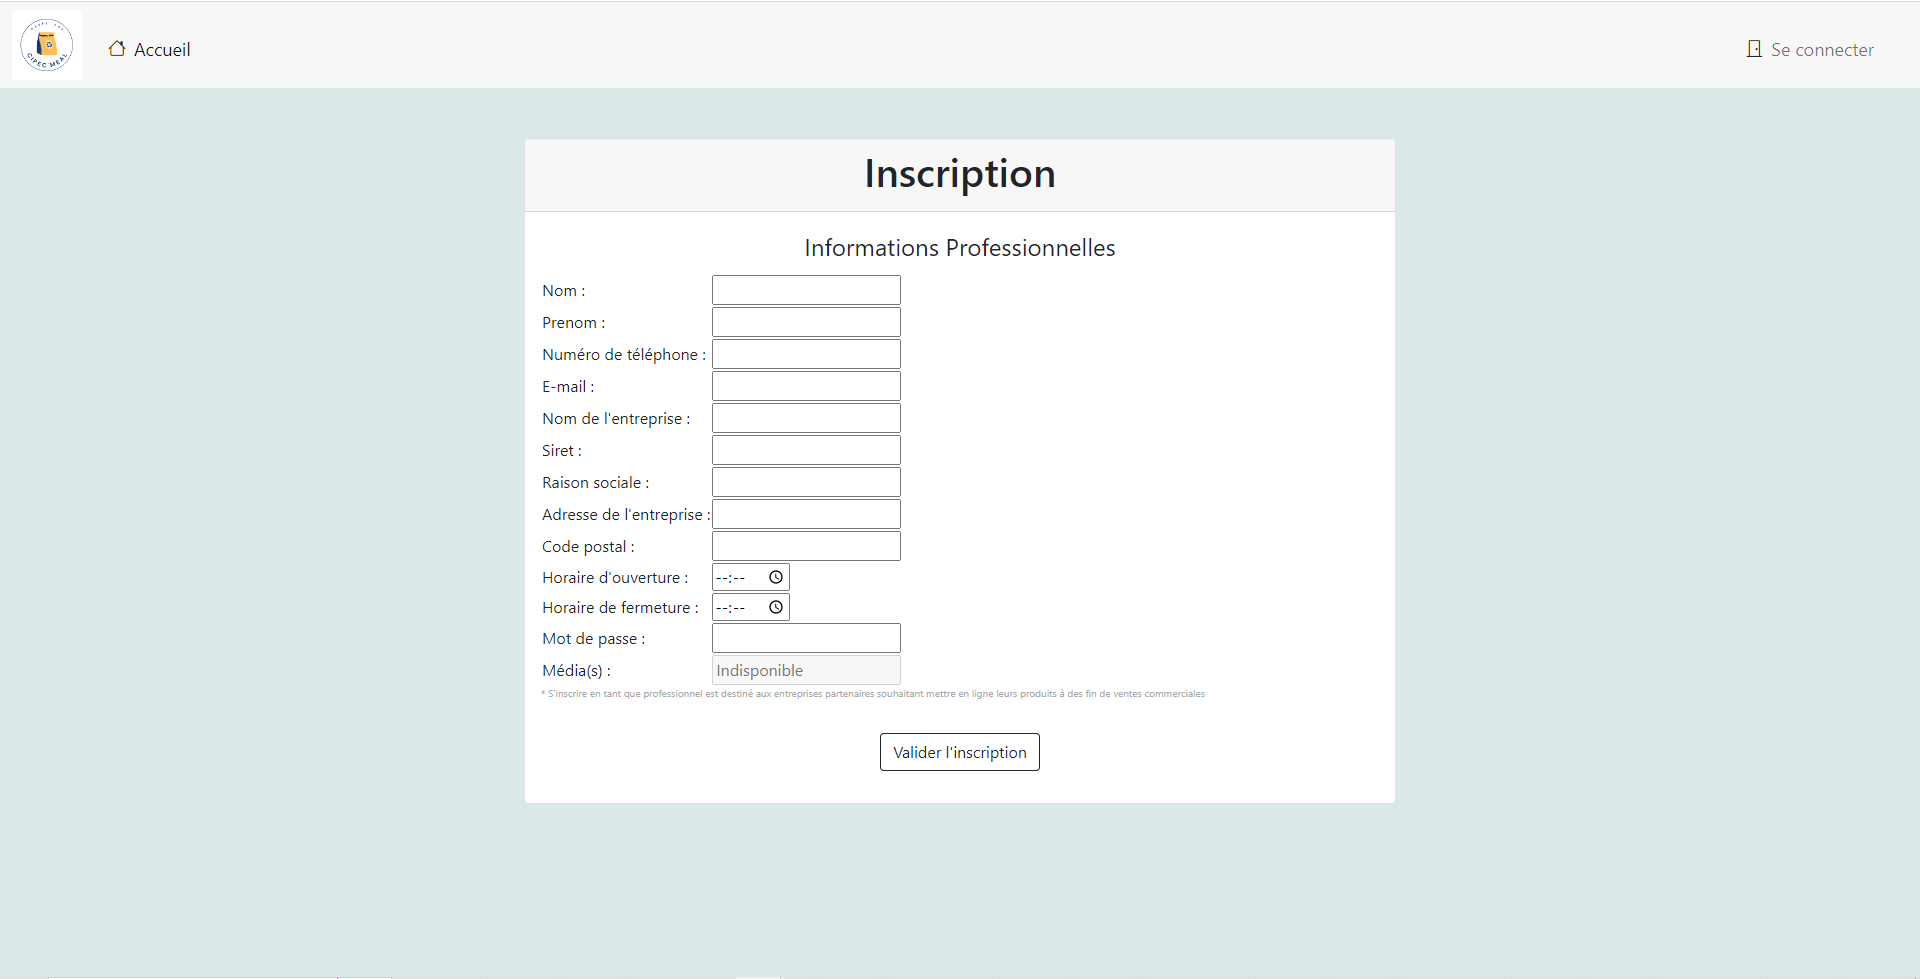 CIPEC'MEAL
Accueil
Se connecter
Inscription
Informations Professionnelles
Nom :
Prenom :
Numéro de téléphone :
E-mail :
Nom de l'entreprise :
Siret :
Raison sociale :
Adresse de l'entreprise :
Code postal :
Horaire d'ouverture : --:--
Horaire de fermeture : --:--
Mot de passe :
Média(s) : Indisponible
* S'inscrire en tant que professionnel est destiné aux entreprises partenaires souhaitant mettre en ligne leurs produits à des fin de ventes commerciales
Valider l'inscription